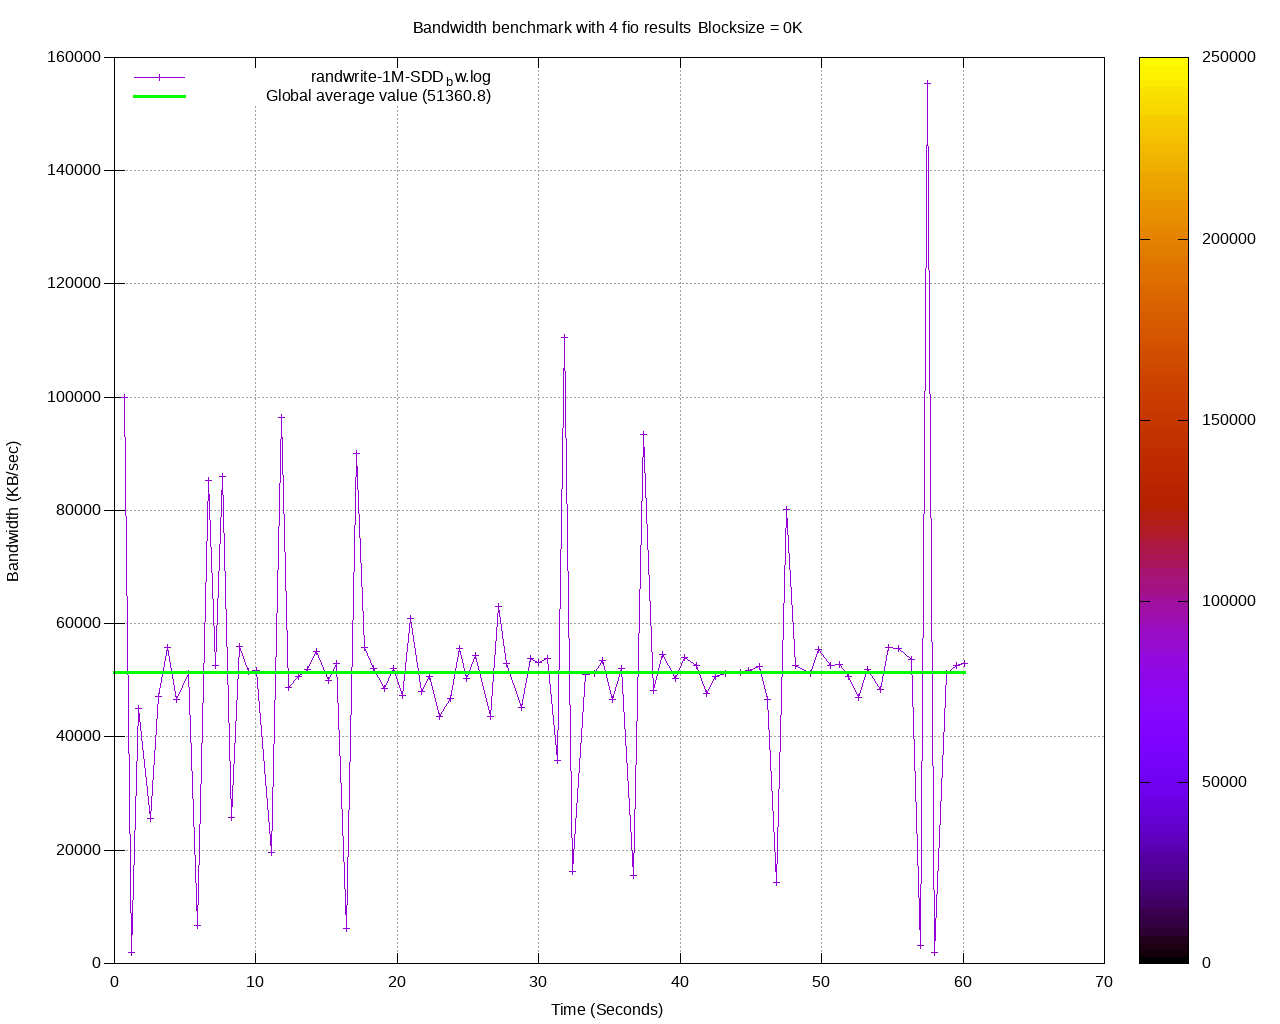 Bandwidth benchmark with 4 fio results Blocksize = 0K
randwrite-1M-SDD_bw.log
Global average value (51360.8)
160000
140000
120000
100000
80000
60000
40000
20000
0
Bandwidth (KB/sec)
0 10 20 30 40 50 60 70
Time (Seconds)
250000
200000
150000
100000
50000
0